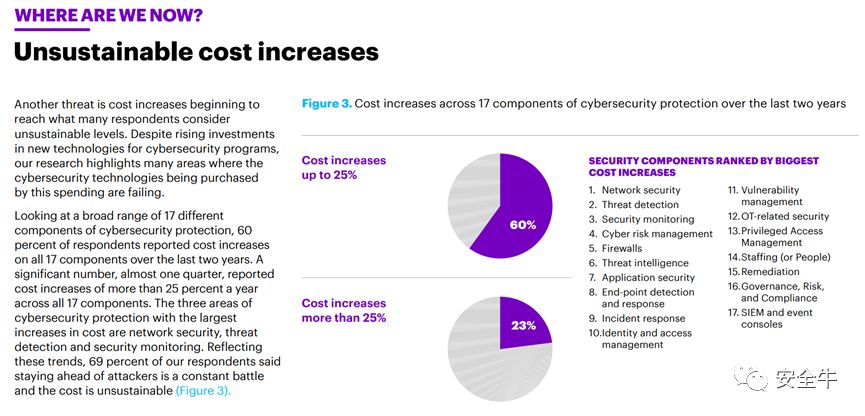 WHERE ARE WE NOW?
Unsustainable cost increases
Another threat is cost increases beginning to
reach what many respondents consider
unsustainable levels. Despite rising investments
in new technologies for cybersecurity programs,
our research highlights many areas where the
cybersecurity technologies being purchased
by this spending are failing.
Looking at a broad range of 17 different
components of cybersecurity protection, 60
percent of respondents reported cost increases
on all 17 components over the last two years. A
significant number, almost one quarter, reported
cost increases of more than 25 percent a year
across all 17 components. The three areas of
cybersecurity protection with the largest
increases in cost are network security, threat
detection and security monitoring. Reflecting
these trends, 69 percent of our respondents said
staying ahead of attackers is a constant battle
and the cost is unsustainable (Figure 3).
Figure 3. Cost increases across 17 components of cybersecurity protection over the last two years
Cost increases
up to 25%
60%
Cost increases
more than 25%
23%
SECURITY COMPONENTS RANKED BY BIGGEST
COST INCREASES
1. Network security
2. Threat detection
3. Security monitoring
4. Cyber risk management
5. Firewalls
6. Threat intelligence
7. Application security
8. End-point detection
and response
9. Incident response
10. Identity and access
management
11. Vulnerability
management
12. OT-related security
13. Privileged Access
Management
14. Staffing (or People)
15. Remediation
16. Governance, Risk,
and Compliance
17. SIEM and event
consoles
安全牛